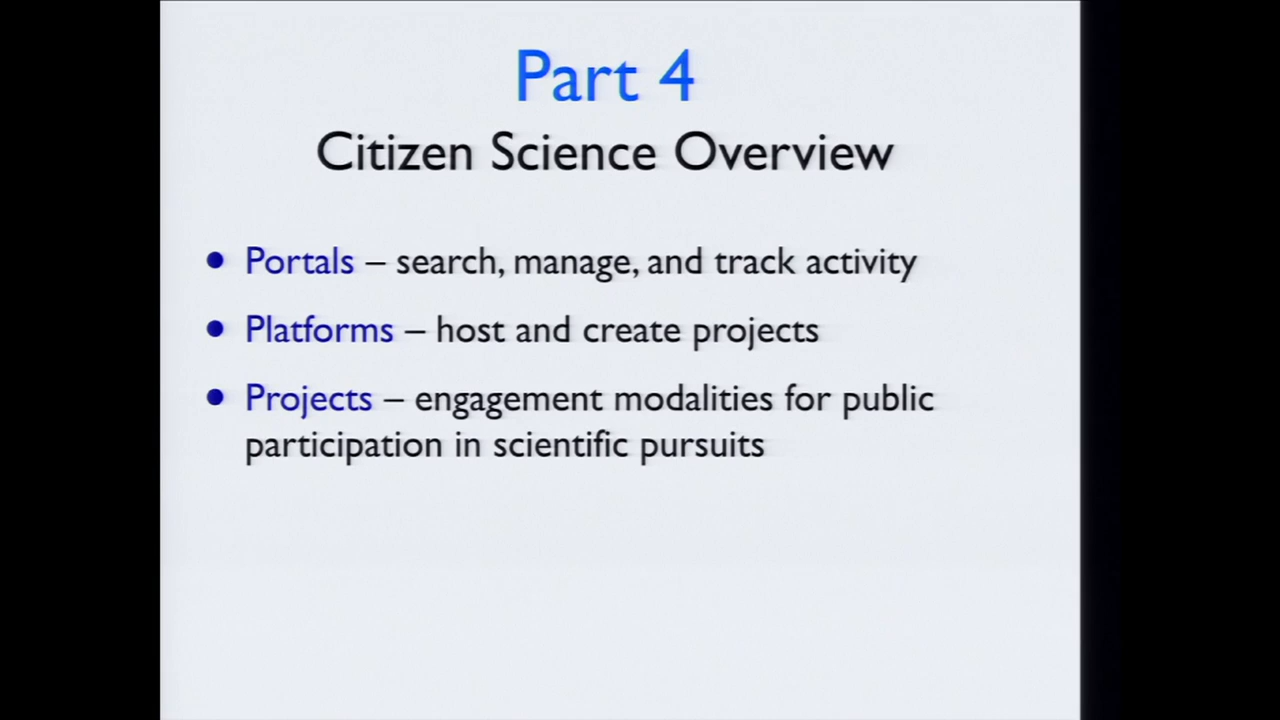 Part 4
Citizen Science Overview
• Portals – search, manage, and track activity
• Platforms – host and create projects
• Projects – engagement modalities for public
participation in scientific pursuits